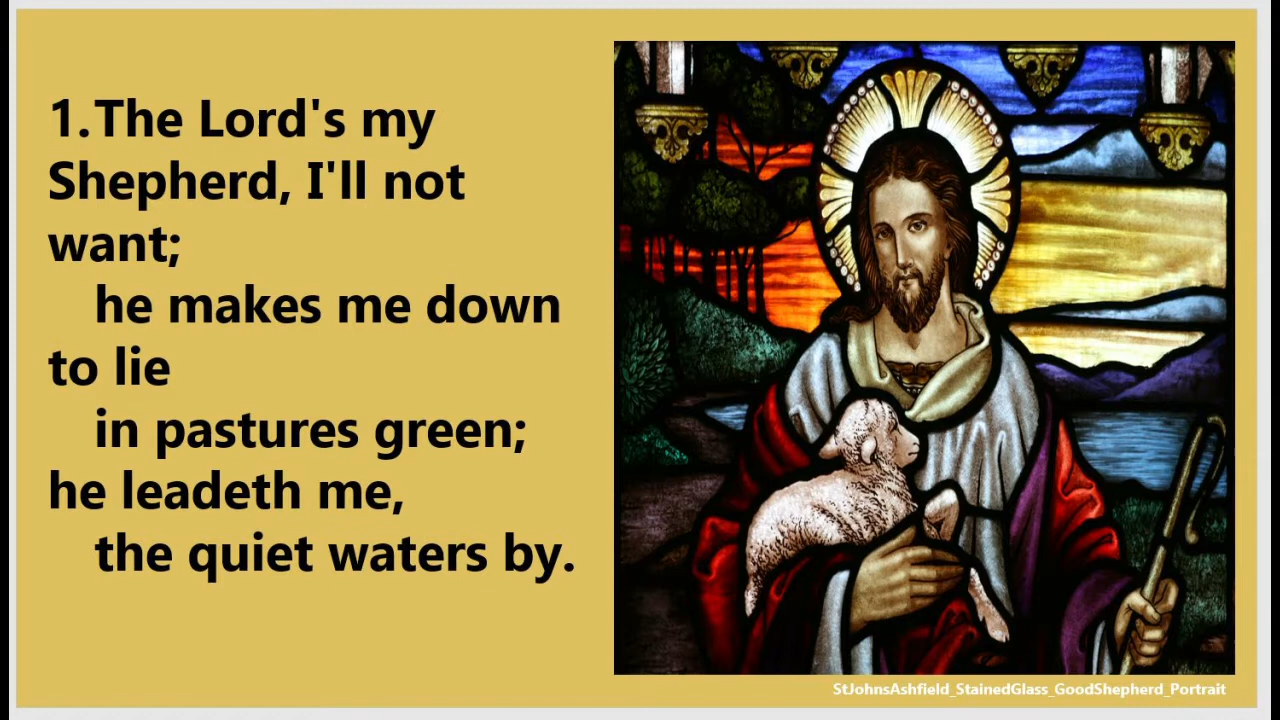 1.The Lord's my
Shepherd, I'll not
want;
he makes me down
to lie
in pastures green;
he leadeth me,
the quiet waters by.
StJohnsAshfield_StainedGlass_GoodShepherd_Portrait